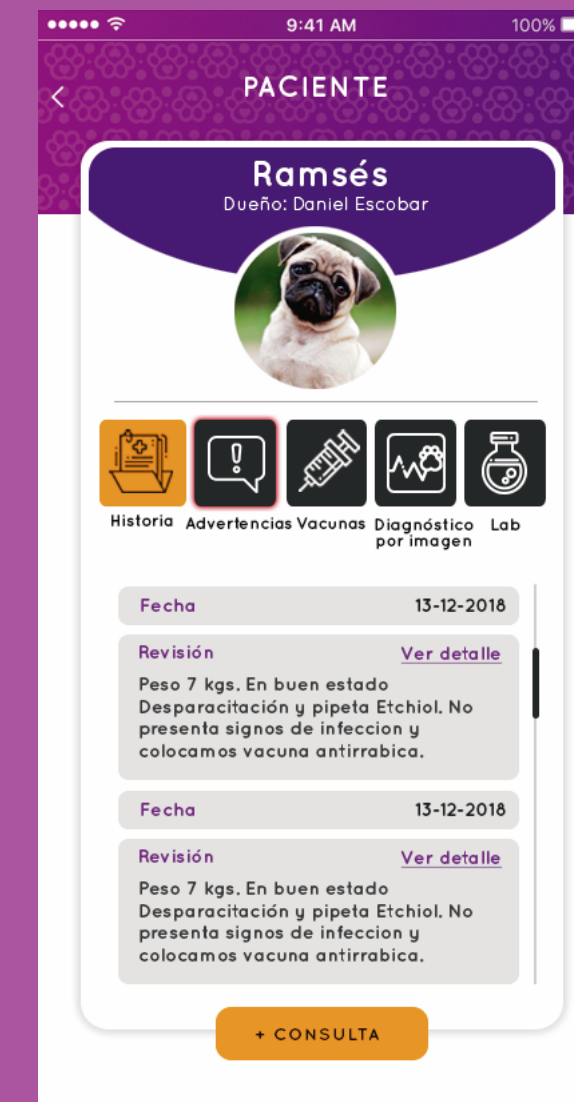 9:41 AM 100%
PACIENTE
Ramsés
Dueño: Daniel Escobar
Historia Advertencias Vacunas Diagnóstico Lab
por imagen
Fecha 13-12-2018
Revisión Ver detalle
Peso 7 kgs. En buen estado
Desparacitación y pipeta Etchiol. No
presenta signos de infeccion y
colocamos vacuna antirrabica.
Fecha 13-12-2018
Revisión Ver detalle
Peso 7 kgs. En buen estado
Desparacitación y pipeta Etchiol. No
presenta signos de infeccion y
colocamos vacuna antirrabica.
+ CONSULTA